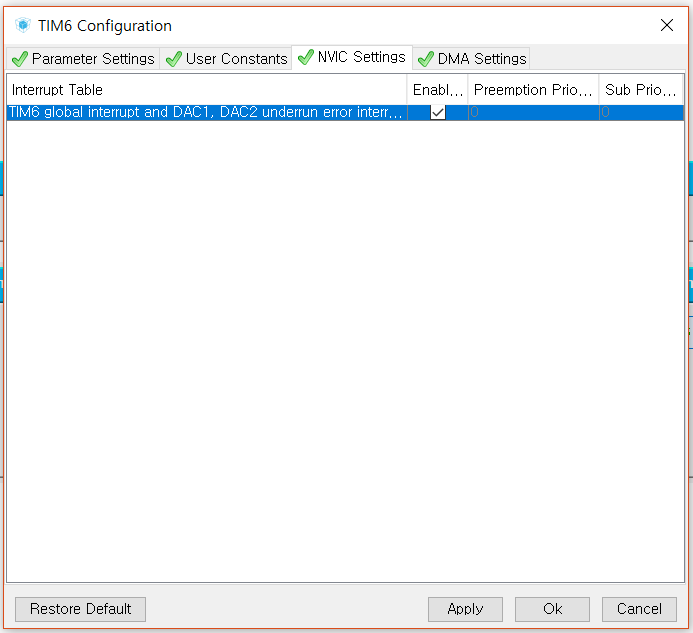 TIM6 Configuration
Parameter Settings User Constants NVIC Settings DMA Settings
Interrupt Table Enabl... Preemption Prio... Sub Prio...
TIM6 global interrupt and DAC1, DAC2 underrun error interr... 0 0
Restore Default Apply Ok Cancel